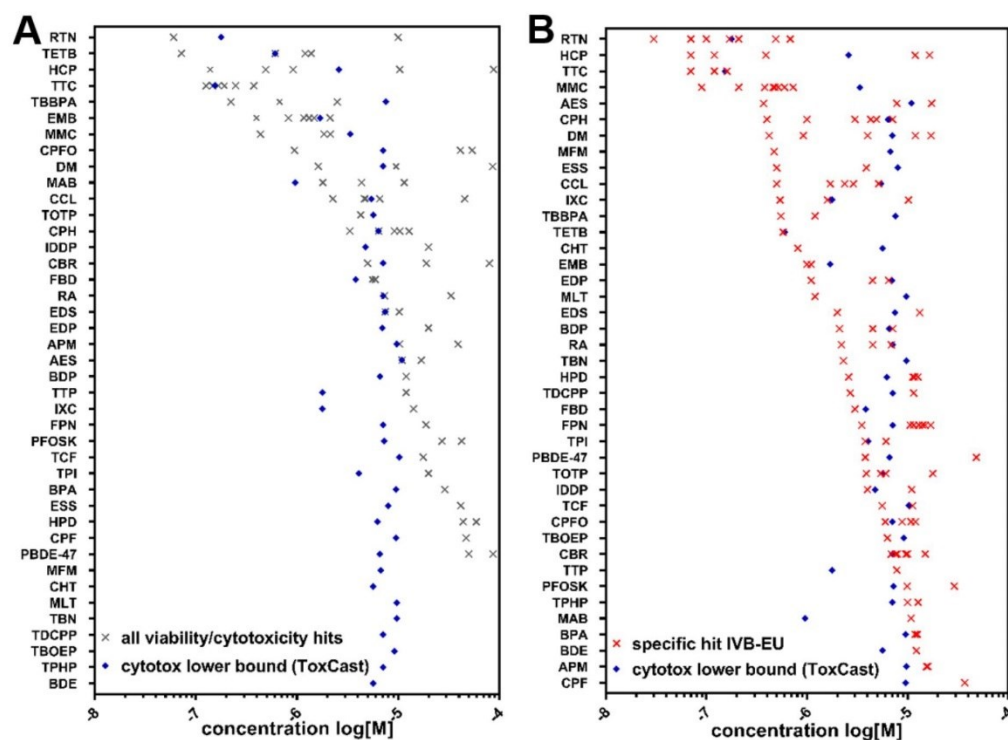 A
RTN
TETB
HCP
TTC
TBBPA
EMB
MMC
CPFO
DM
MAB
CCL
TOTP
CPH
IDDP
CBR
FBD
RA
EDS
EDP
APM
AES
BDP
TTP
IXC
FPN
PFOSK
TCF
TPI
BPA
ESS
HPD
CPF
PBDE-47
MFM
CHT
MLT
TBN
TDCPP
TBOEP
TPHP
BDE
all viability/cytotoxicity hits
cytotox lower bound (ToxCast)
-8 -7 -6 -5 -4
concentration log[M]
B
RTN
HCP
TTC
MMC
AES
CPH
DM
MFM
ESS
CCL
IXC
TBBPA
TETB
CHT
EMB
EDP
MLT
EDS
BDP
RA
TBN
HPD
TDCPP
FBD
FPN
TPI
PBDE-47
TOTP
IDDP
TCF
CPFO
TBOEP
CBR
TTP
PFOSK
TPHP
MAB
BPA
BDE
APM
CPF
specific hit IVB-EU
cytotox lower bound (ToxCast)
-8 -7 -6 -5 -4
concentration log[M]